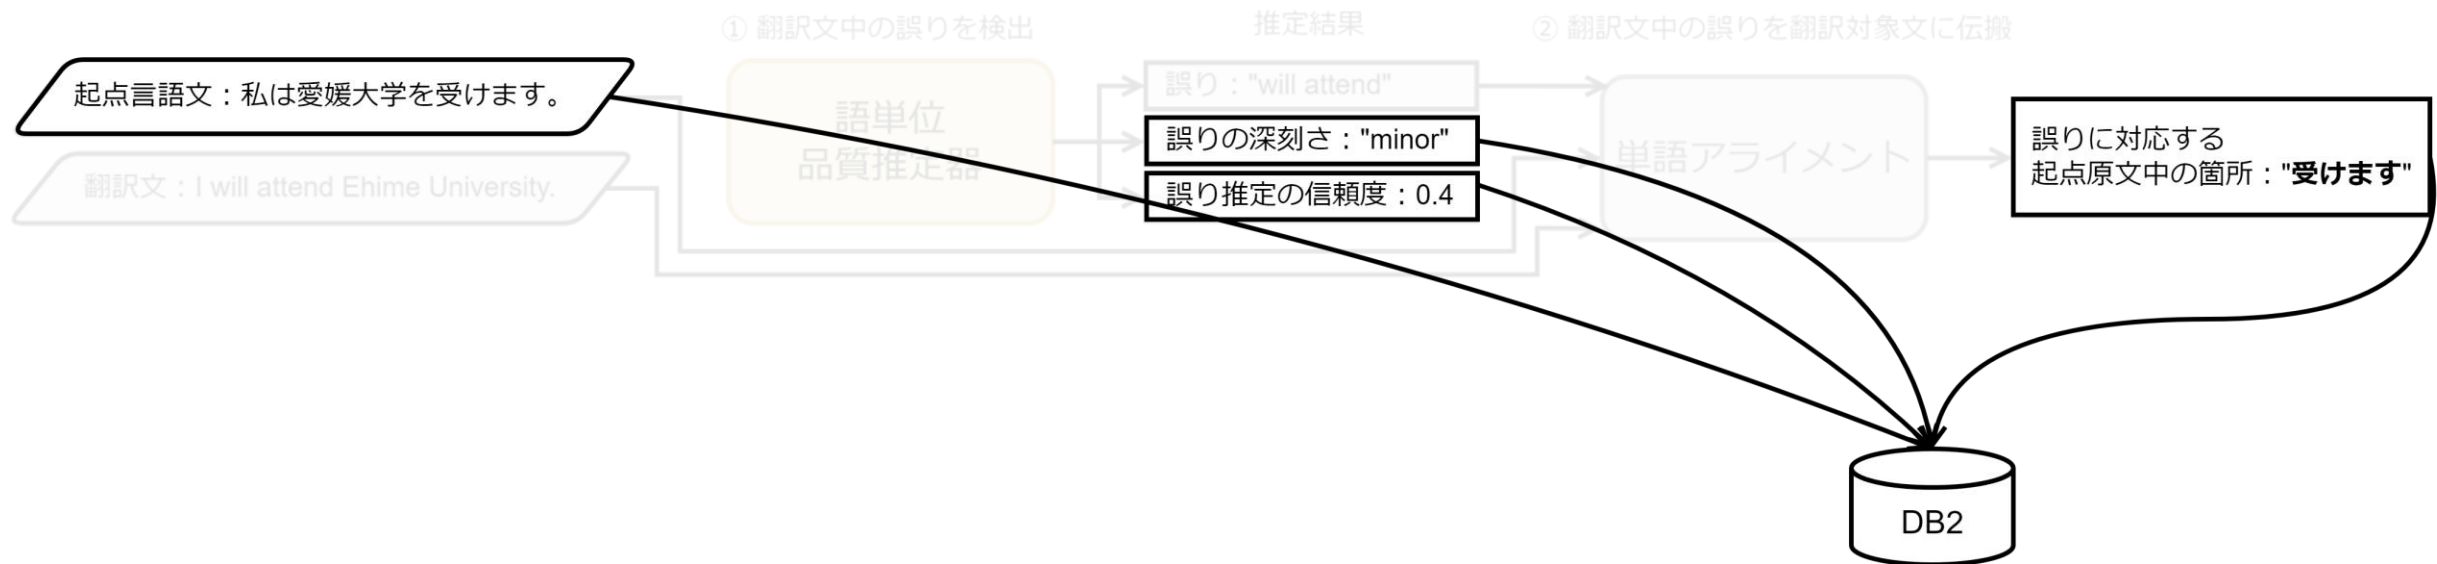 ① 翻訳文中の誤りを検出
推定結果
② 翻訳文中の誤りを翻訳対象文に伝搬
起点言語文：私は愛媛大学を受けます。
翻訳文：I will attend Ehime University.
語単位
品質推定器
誤り："will attend"
誤りの深刻さ："minor"
誤り推定の信頼度：0.4
単語アライメント
誤りに対応する
起点原文中の箇所："受けます"
DB2